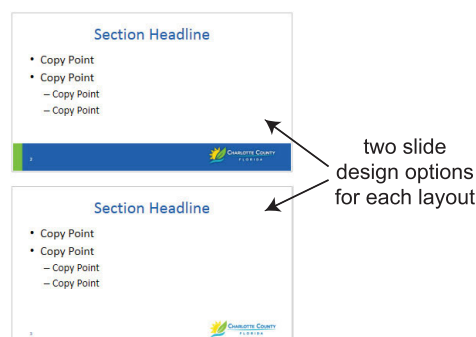 Section Headline
• Copy Point
• Copy Point
– Copy Point
– Copy Point
CHARLOTTE COUNTY
FLORIDA
two slide
design options
for each layout
Section Headline
• Copy Point
• Copy Point
– Copy Point
– Copy Point
CHARLOTTE COUNTY
FLORIDA